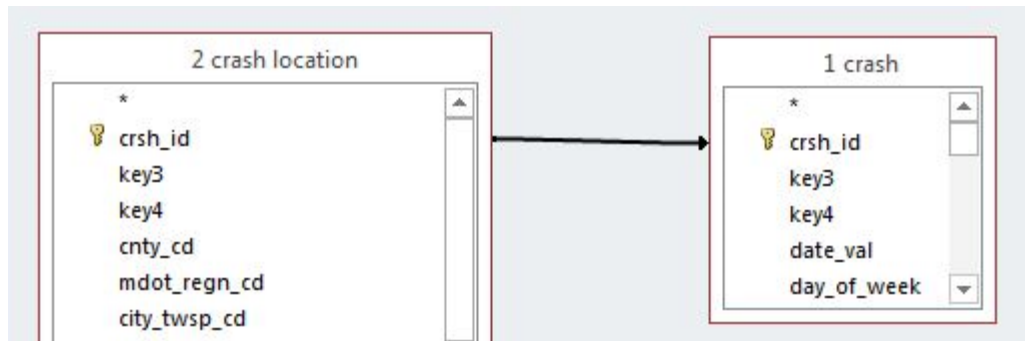 2 crash location
*
crsh_id
key3
key4
cnty_cd
mdot_regn_cd
city_twsp_cd
1 crash
*
crsh_id
key3
key4
date_val
day_of_week